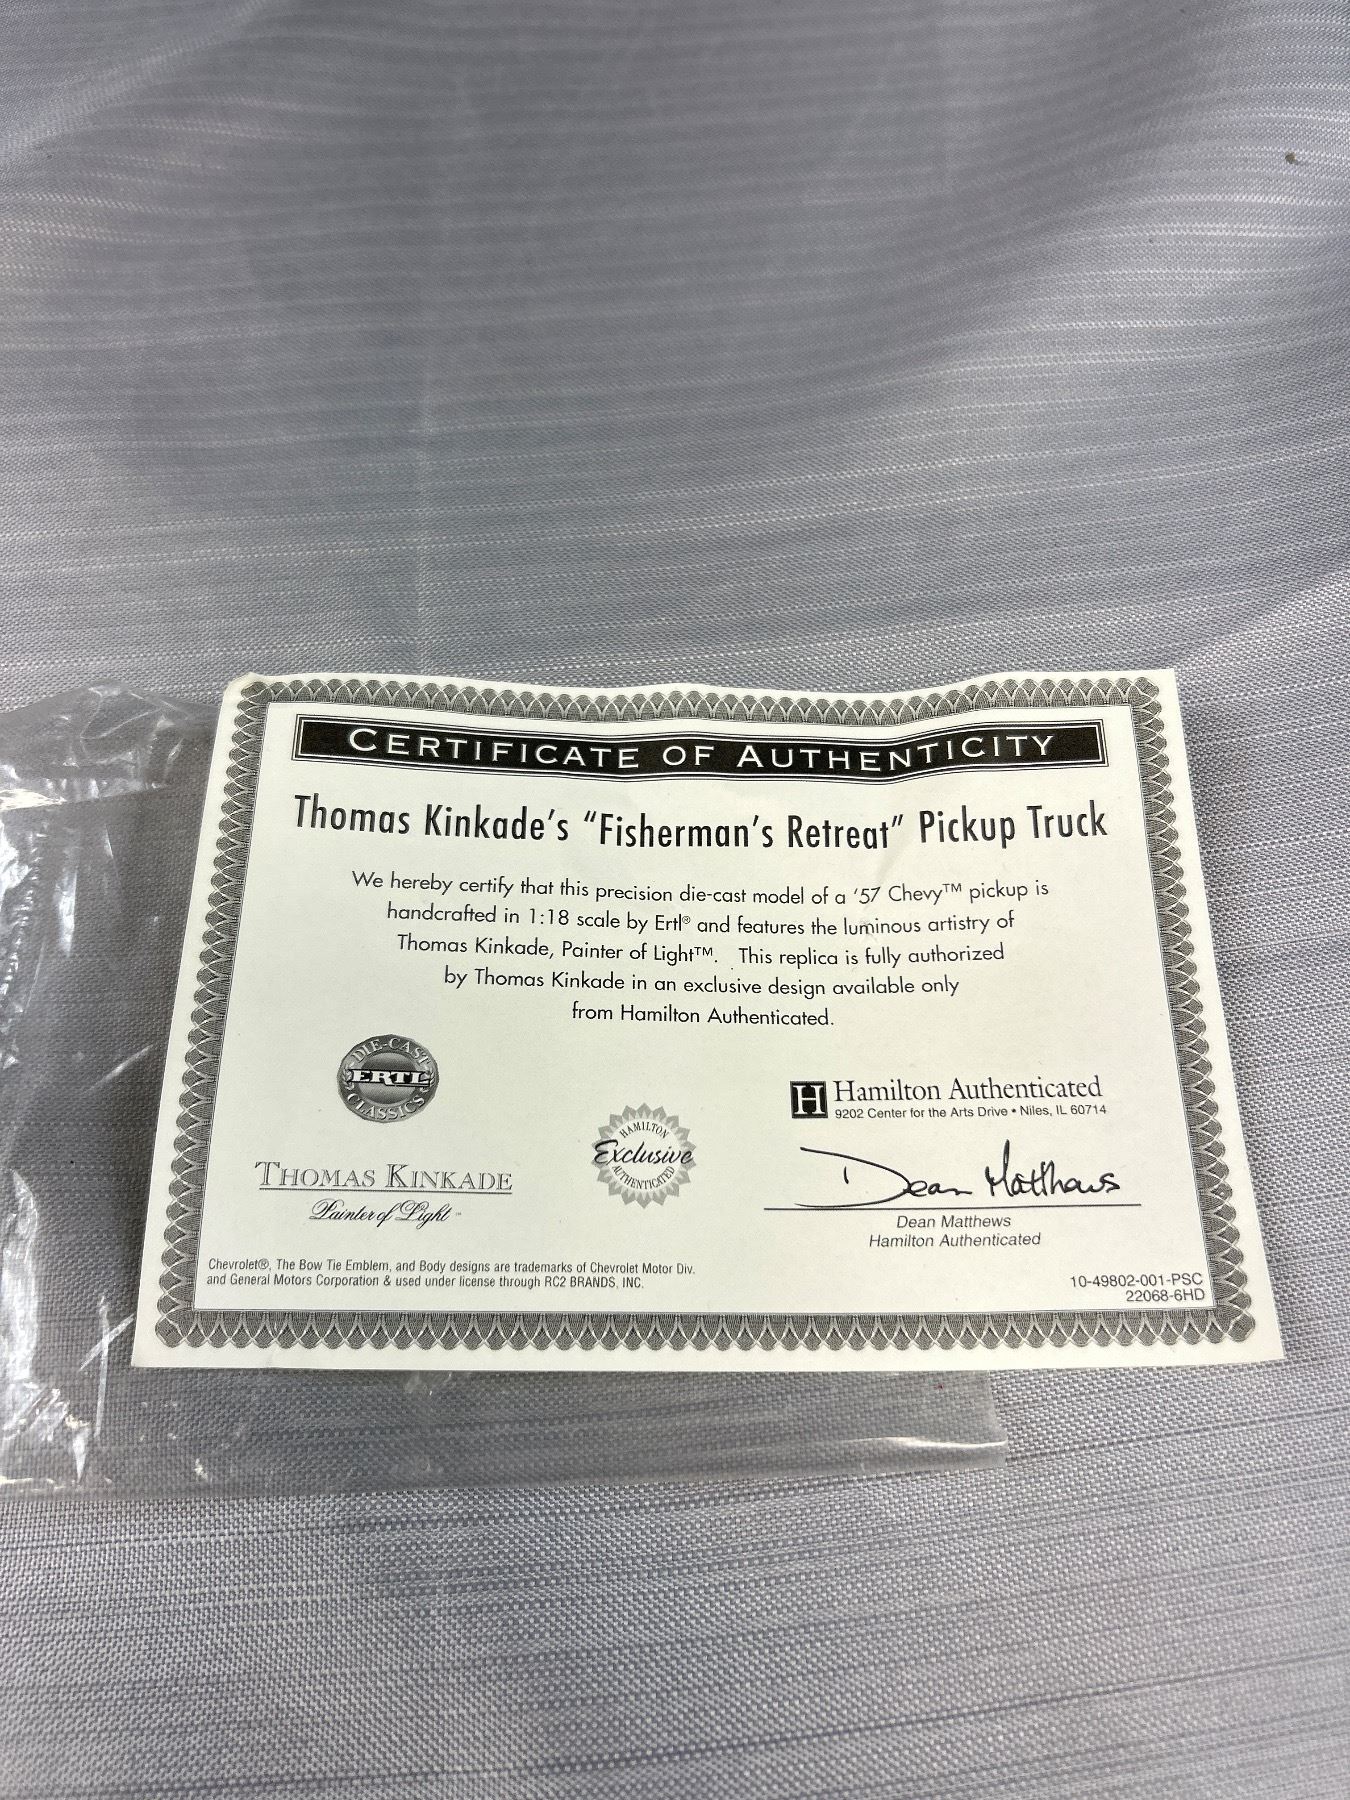 CERTIFICATE OF AUTHENTICITY
Thomas Kinkade's "Fisherman's Retreat" Pickup Truck
We hereby certify that this precision die-cast model of a '57 Chevy™ pickup is
handcrafted in 1:18 scale by Ertl® and features the luminous artistry of
Thomas Kinkade, Painter of Light™. This replica is fully authorized
by Thomas Kinkade in an exclusive design available only
from Hamilton Authenticated.
DIE-CAST
ERTL
CLASSICS
THOMAS KINKADE
Painter of Light™
HAMILTON
Exclusive
AUTHENTICATED
H Hamilton Authenticated
9202 Center for the Arts Drive • Niles, IL 60714
Dean Matthews
Dean Matthews
Hamilton Authenticated
Chevrolet®, The Bow Tie Emblem, and Body designs are trademarks of Chevrolet Motor Div.
and General Motors Corporation & used under license through RC2 BRANDS, INC.
10-49802-001-PSC
22068-6HD